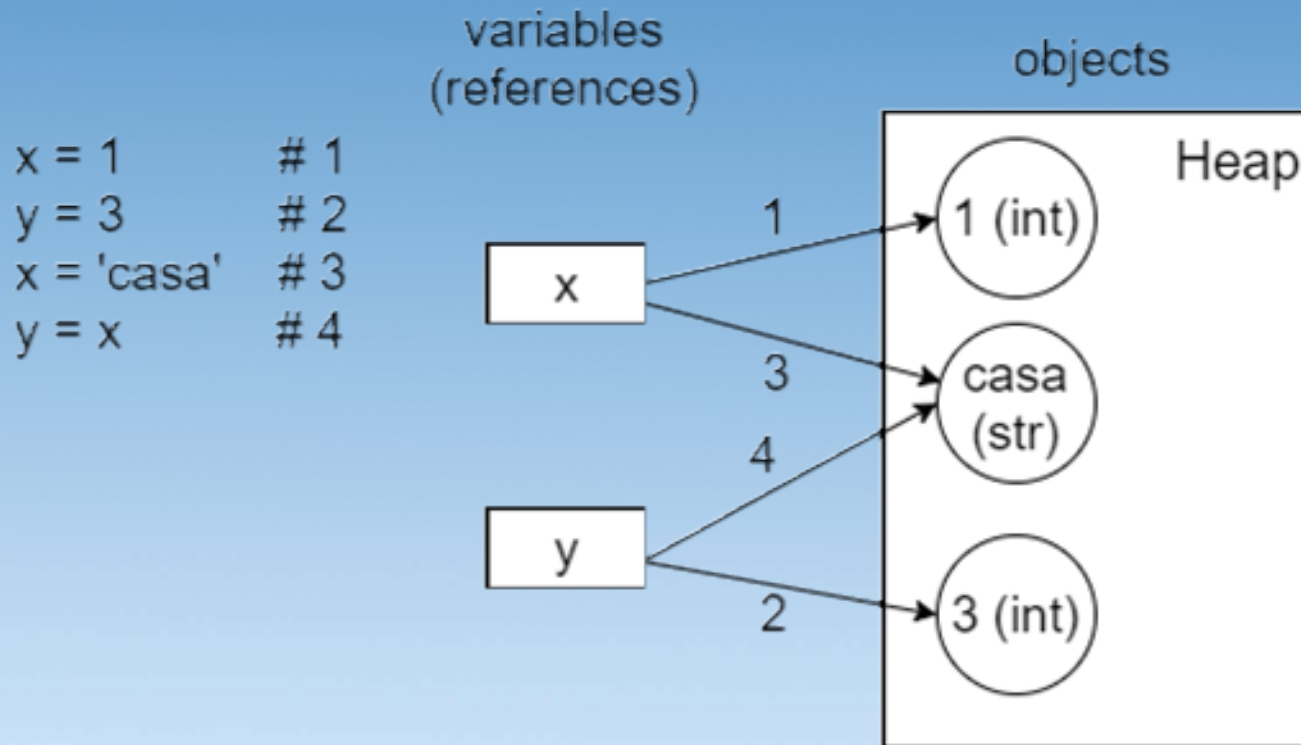 variables
(references)
objects
x = 1 # 1
y = 3 # 2
x = 'casa' # 3
y = x # 4
Heap
1 (int)
1
x
3
casa
(str)
4
y
2
3 (int)